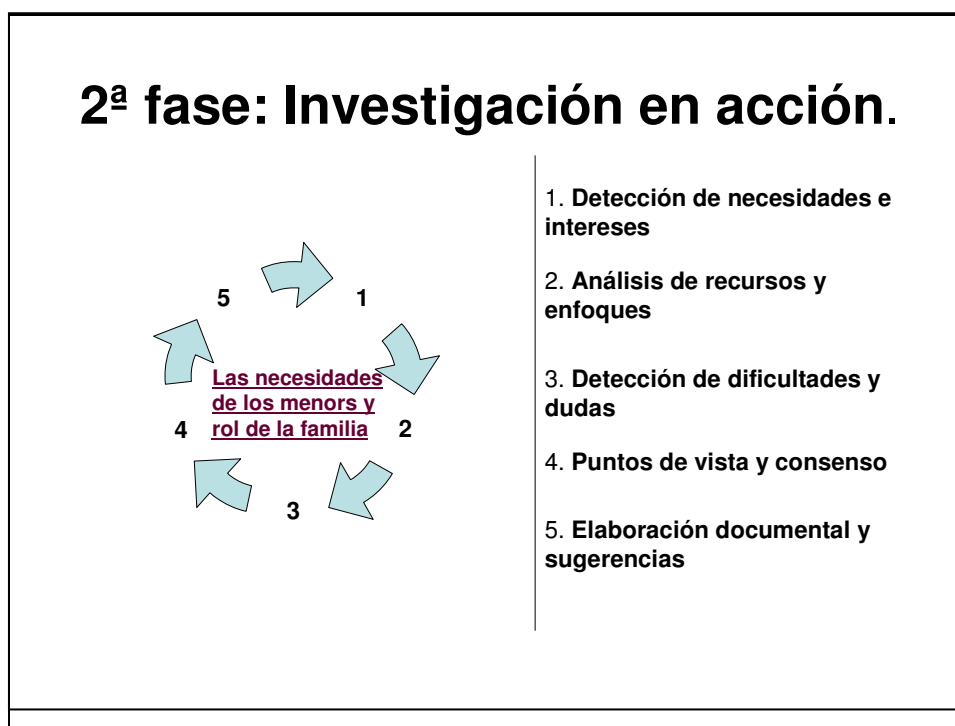 2ª fase: Investigación en acción.
5
1
Las necesidades
de los menors y
rol de la familia
4
2
3
1. Detección de necesidades e
intereses
2. Análisis de recursos y
enfoques
3. Detección de dificultades y
dudas
4. Puntos de vista y consenso
5. Elaboración documental y
sugerencias